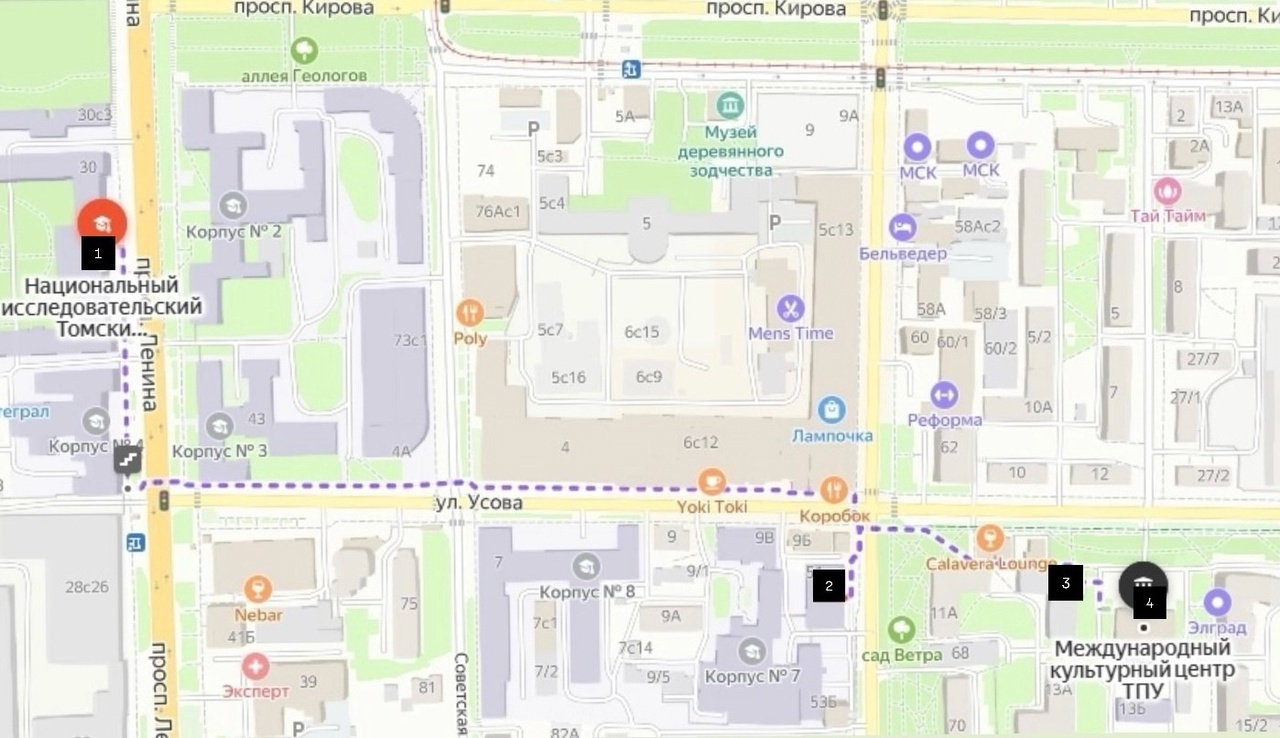 просп. Кирова
просп. Кирова
просп. Ки
на
аллея Геологов
30с3
30
5А
Р
Музей
деревянного
зодчества
9
9А
2
13А
2А
МСК
МСК
74
5с3
5с4
76Ас1
Корпус № 2
5
Р
5с13
58Ас2
Тай Тайм
Бельведер
1
Национальный
исследовательский
Томски...
Ленина
Poly
73с1
5с7
6с15
5с16
6с9
Mens Time
58А
58/3
60
60/1
60/2
5/2
5
8
27/7
7
27/1
теграл
Корпус № 4
Корпус № 3
43
4А
4
6с12
Лампочка
Реформа
10А
62
10
12
27/2
ул. Усова
Yoki Toki
Коробок
28с26
Nebar
41Б
75
Эксперт
39
81
Р
просп. Ле
Советская
7
Корпус № 8
9
9В
9Б
9/1
7с1
9А
7с14
7/2
9/5
Корпус № 7
53Б
82А
2
Calavera Lounge
3
4
11А
сад Ветра
68
Элград
Международный
культурный центр
ТПУ
13А
13Б
70
15/2